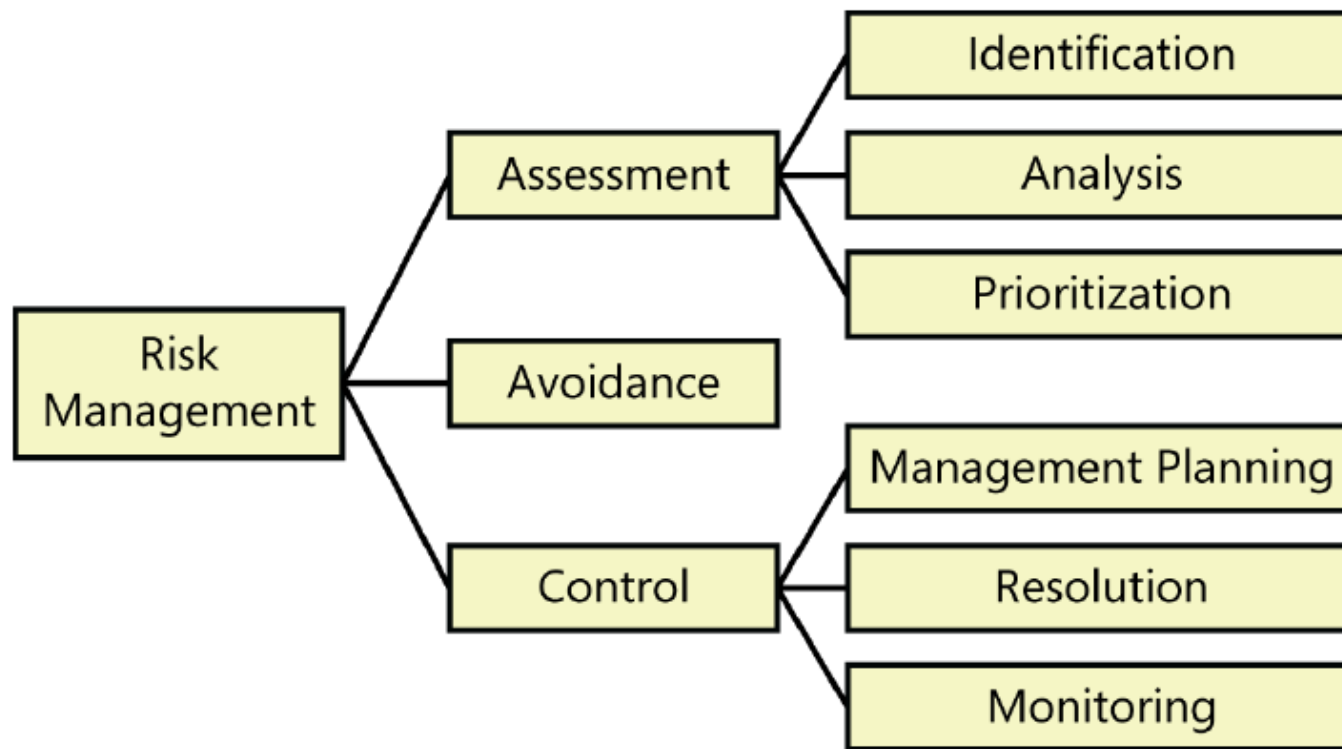 Risk
Management
Assessment
Avoidance
Control
Identification
Analysis
Prioritization
Management Planning
Resolution
Monitoring